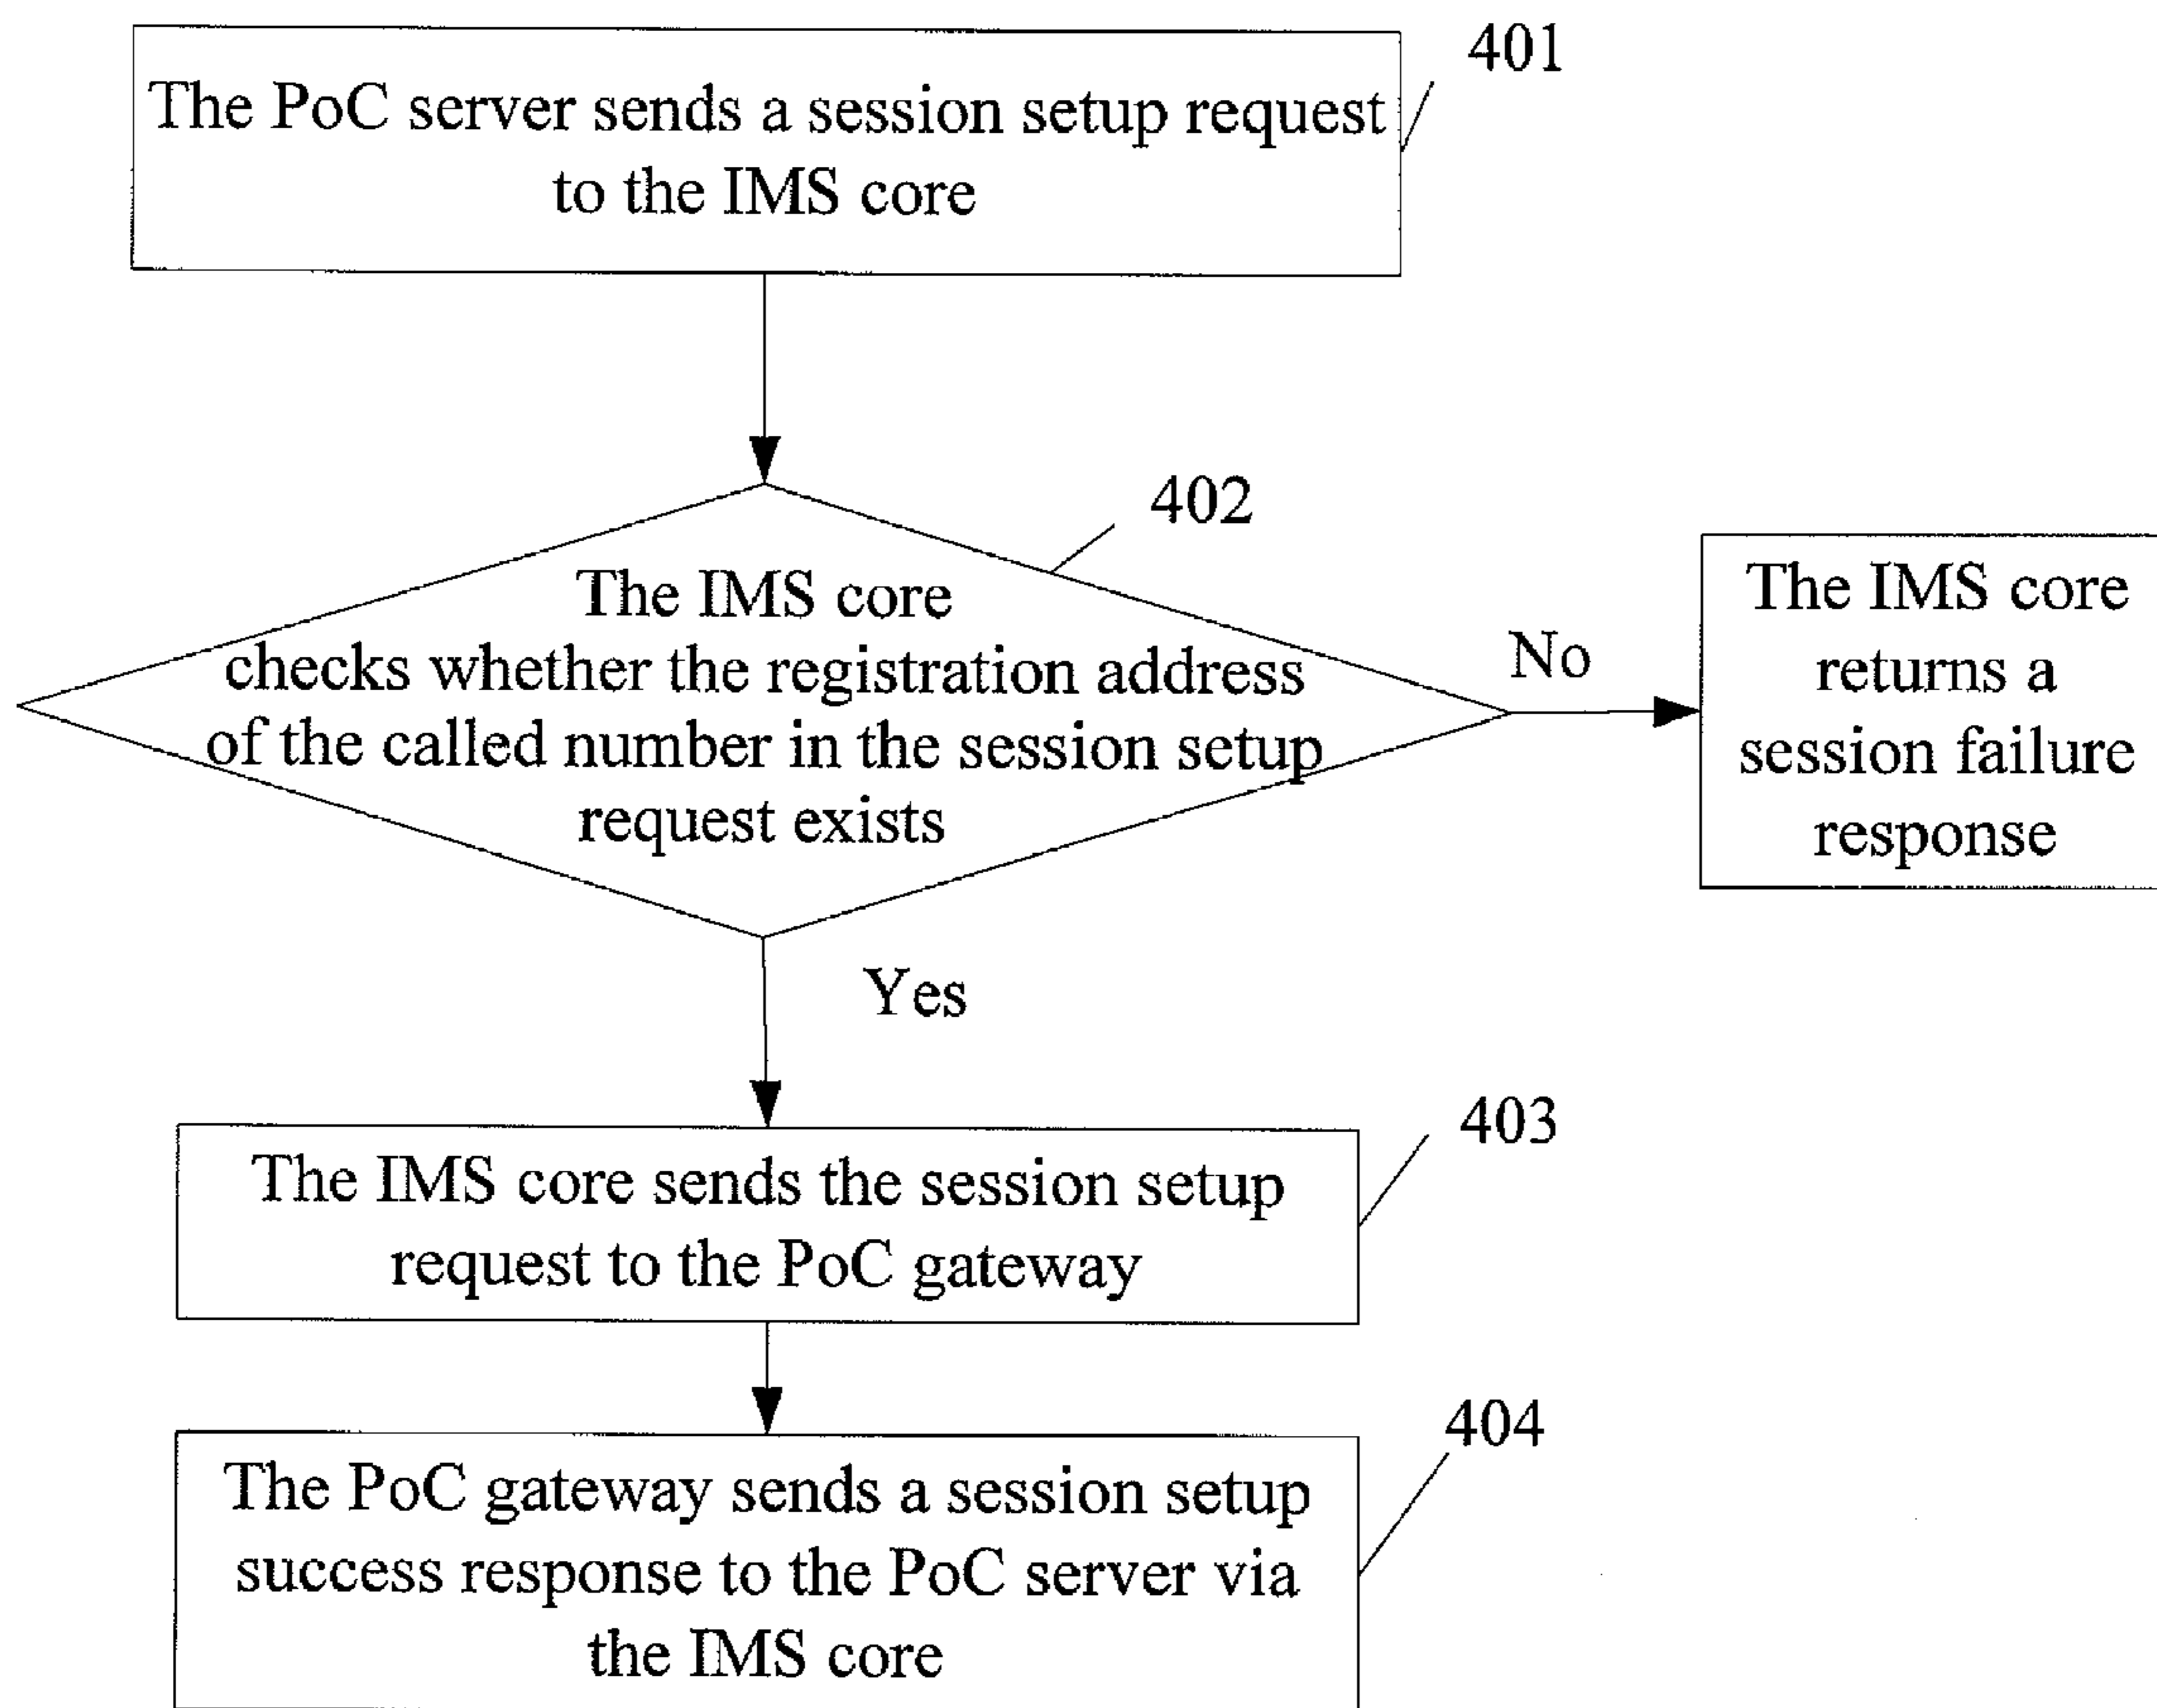 401
The PoC server sends a session setup request
to the IMS core
402
The IMS core
checks whether the registration address
of the called number in the session setup
request exists
No
The IMS core
returns a
session failure
response
Yes
403
The IMS core sends the session setup
request to the PoC gateway
404
The PoC gateway sends a session setup
success response to the PoC server via
the IMS core